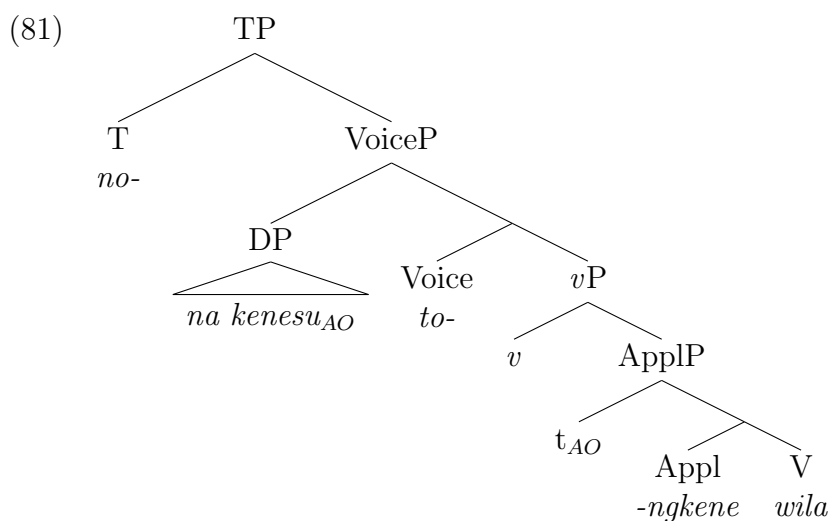 (81) TP
T VoiceP
no-
DP
Voice vP
na kenesu_AO to-
v ApplP
t_AO
Appl V
-ngkene wila